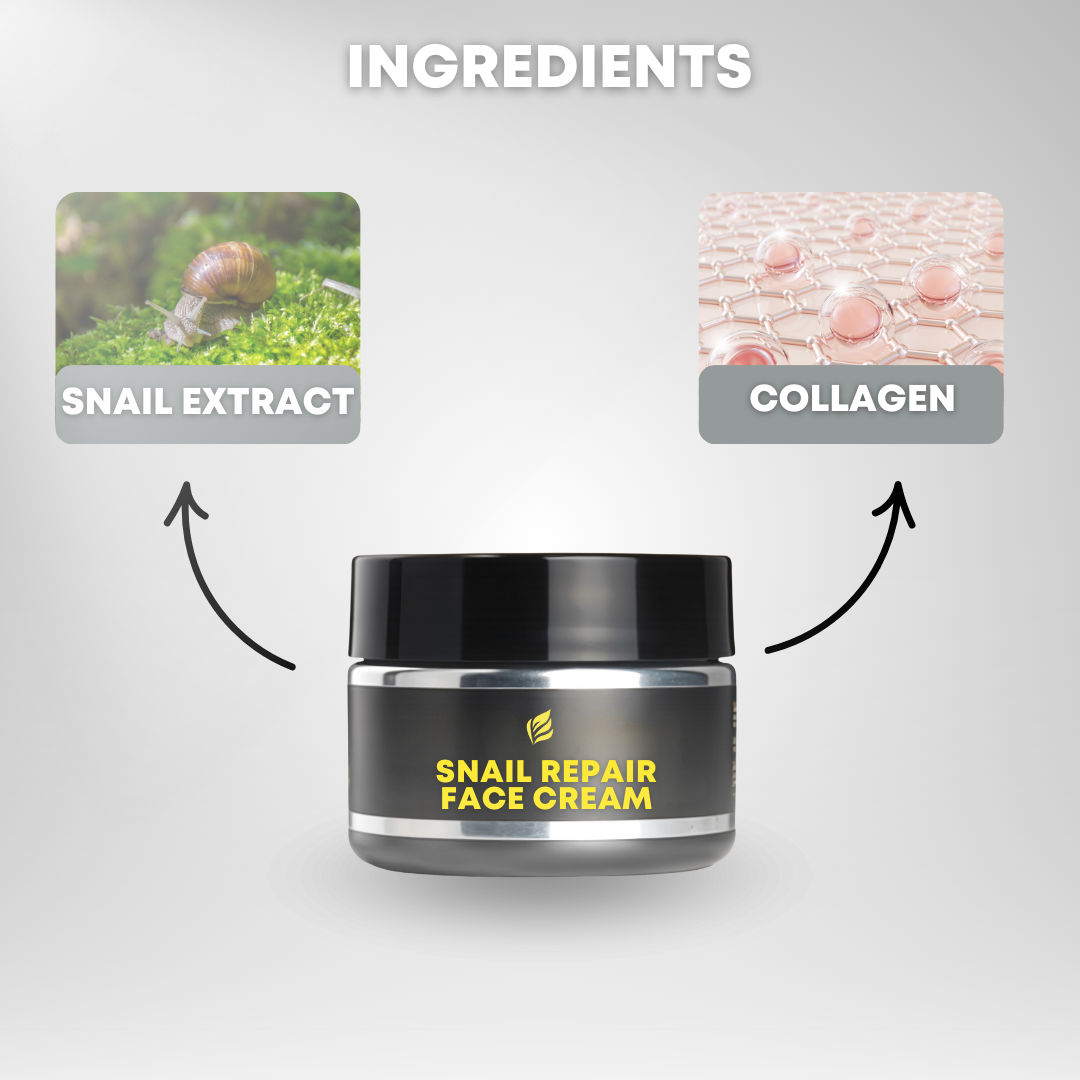 INGREDIENTS
SNAIL EXTRACT
COLLAGEN
SNAIL REPAIR
FACE CREAM